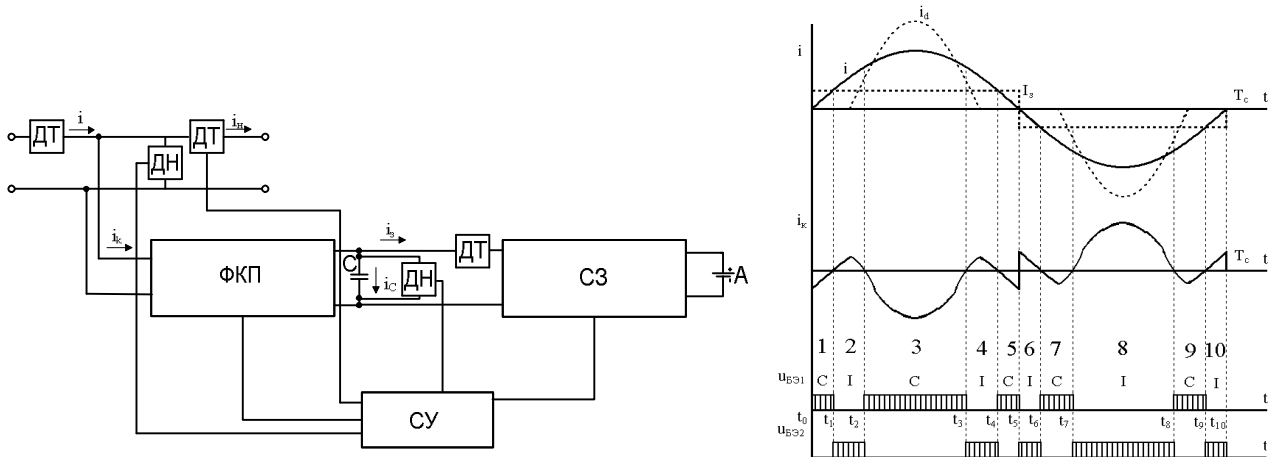 ДТ
i
ДТ
iн
ДН
iк
ФКП
C
iз
iC
ДН
ДТ
СЗ
А
СУ
i
id
i
Iз
Tc
t
iк
Tc
t
1 2 3 4 5 6 7 8 9 10
uБЭ1
С I С I С I С I С I
t
t0 t1 t2 t3 t4 t5 t6 t7 t8 t9 t10
uБЭ2
t